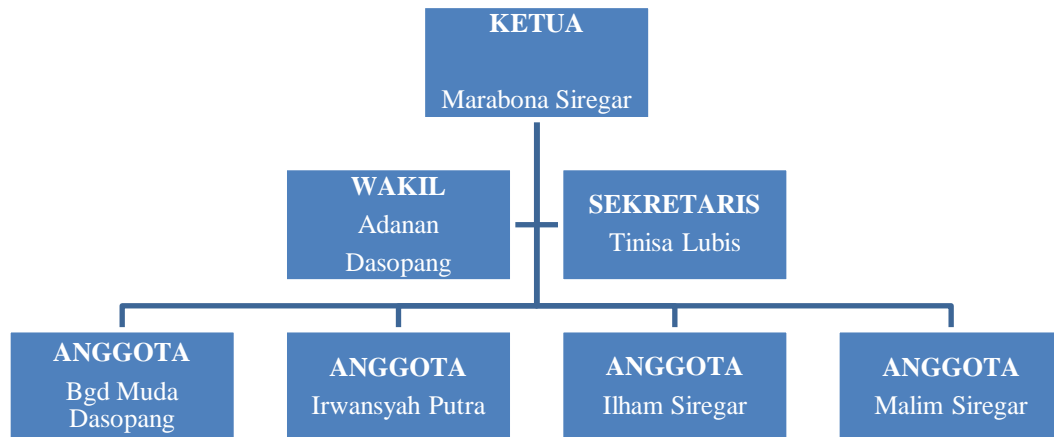 KETUA
Marabona Siregar
WAKIL
Adanan
Dasopang
SEKRETARIS
Tinisa Lubis
ANGGOTA
Bgd Muda
Dasopang
ANGGOTA
Irwansyah Putra
ANGGOTA
Ilham Siregar
ANGGOTA
Malim Siregar